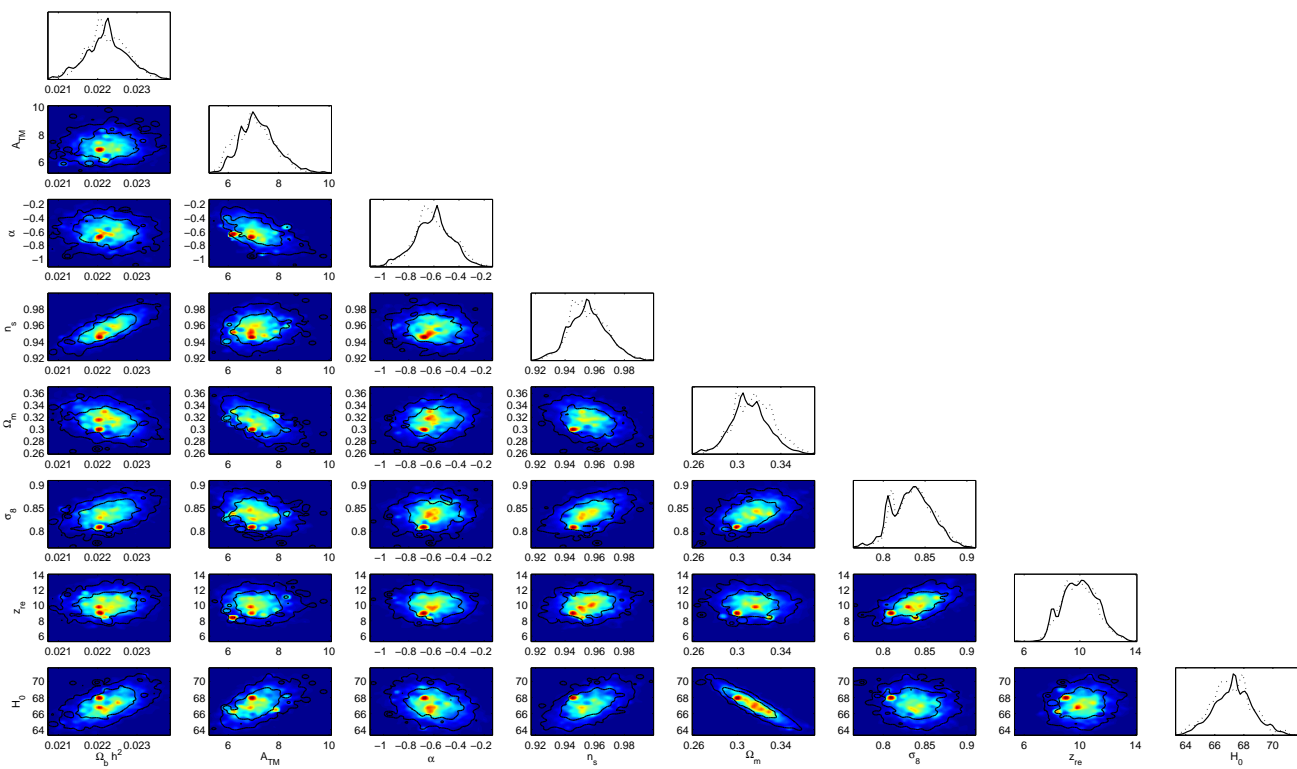 0.021 0.022 0.023
A_TM 10 8 6
0.021 0.022 0.023 6 8 10
α −0.2 −0.4 −0.6 −0.8 −1
0.021 0.022 0.023 6 8 10 −1 −0.8 −0.6 −0.4 −0.2
n_s 0.98 0.96 0.94 0.92
0.021 0.022 0.023 6 8 10 −1 −0.8 −0.6 −0.4 −0.2 0.92 0.94 0.96 0.98
Ω_m 0.36 0.34 0.32 0.3 0.28 0.26
0.021 0.022 0.023 6 8 10 −1 −0.8 −0.6 −0.4 −0.2 0.92 0.94 0.96 0.98 0.26 0.3 0.34
σ_8 0.9 0.85 0.8
0.021 0.022 0.023 6 8 10 −1 −0.8 −0.6 −0.4 −0.2 0.92 0.94 0.96 0.98 0.26 0.3 0.34 0.8 0.85 0.9
z_re 14 12 10 8 6
0.021 0.022 0.023 6 8 10 −1 −0.8 −0.6 −0.4 −0.2 0.92 0.94 0.96 0.98 0.26 0.3 0.34 0.8 0.85 0.9 6 10 14
H_0 70 68 66 64
0.021 0.022 0.023 6 8 10 −1 −0.8 −0.6 −0.4 −0.2 0.92 0.94 0.96 0.98 0.26 0.3 0.34 0.8 0.85 0.9 6 10 14 64 66 68 70
Ω_b h² A_TM α n_s Ω_m σ_8 z_re H_0